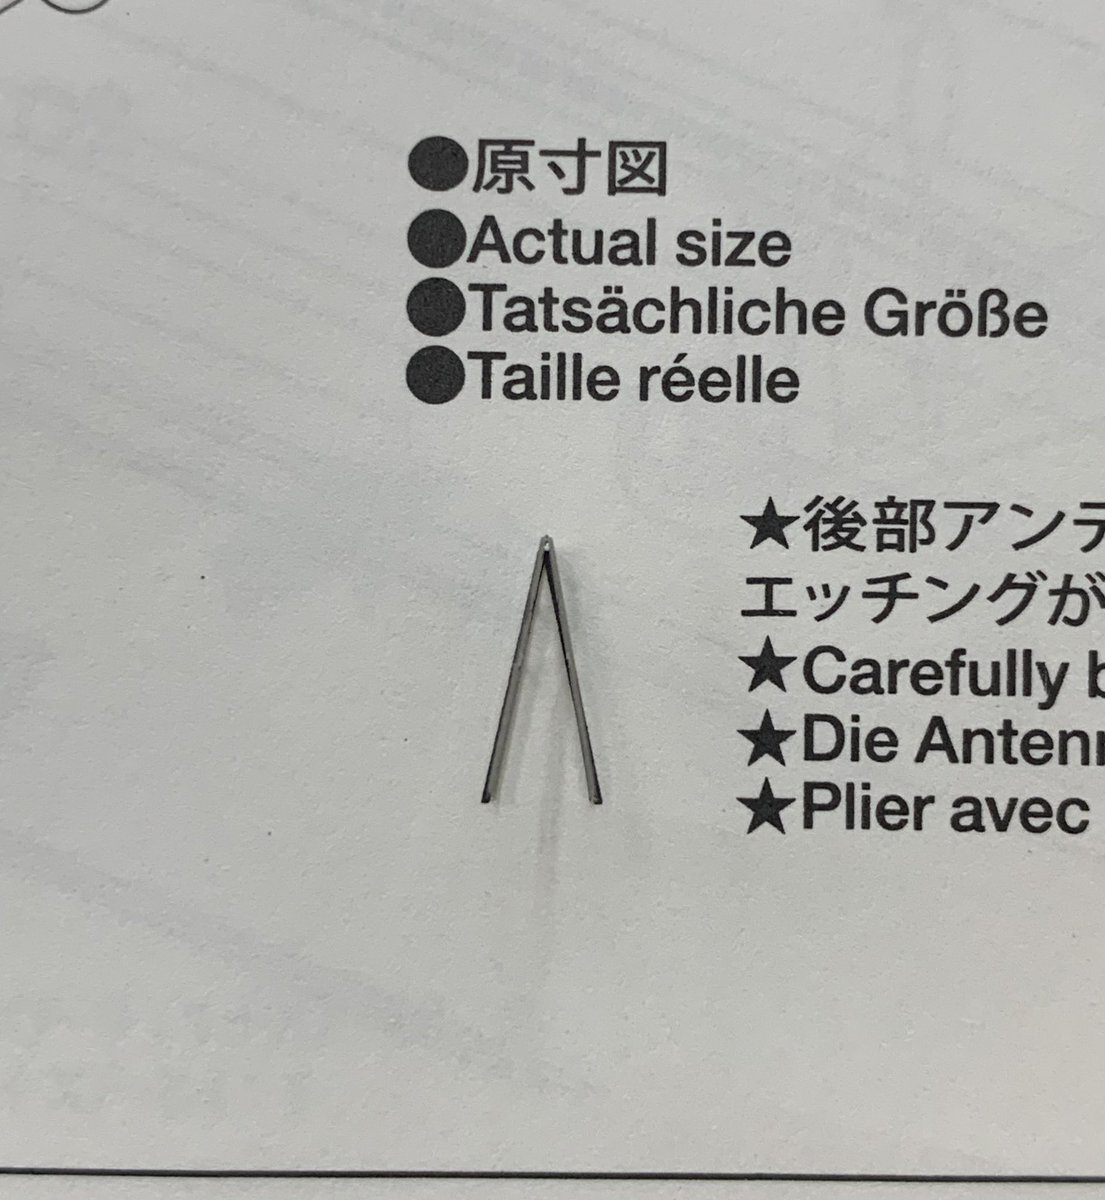 ●原寸図
●Actual size
●Tatsächliche Größe
●Taille réelle
★後部アンテ
エッチングが
★Carefully b
★Die Antenn
★Plier avec